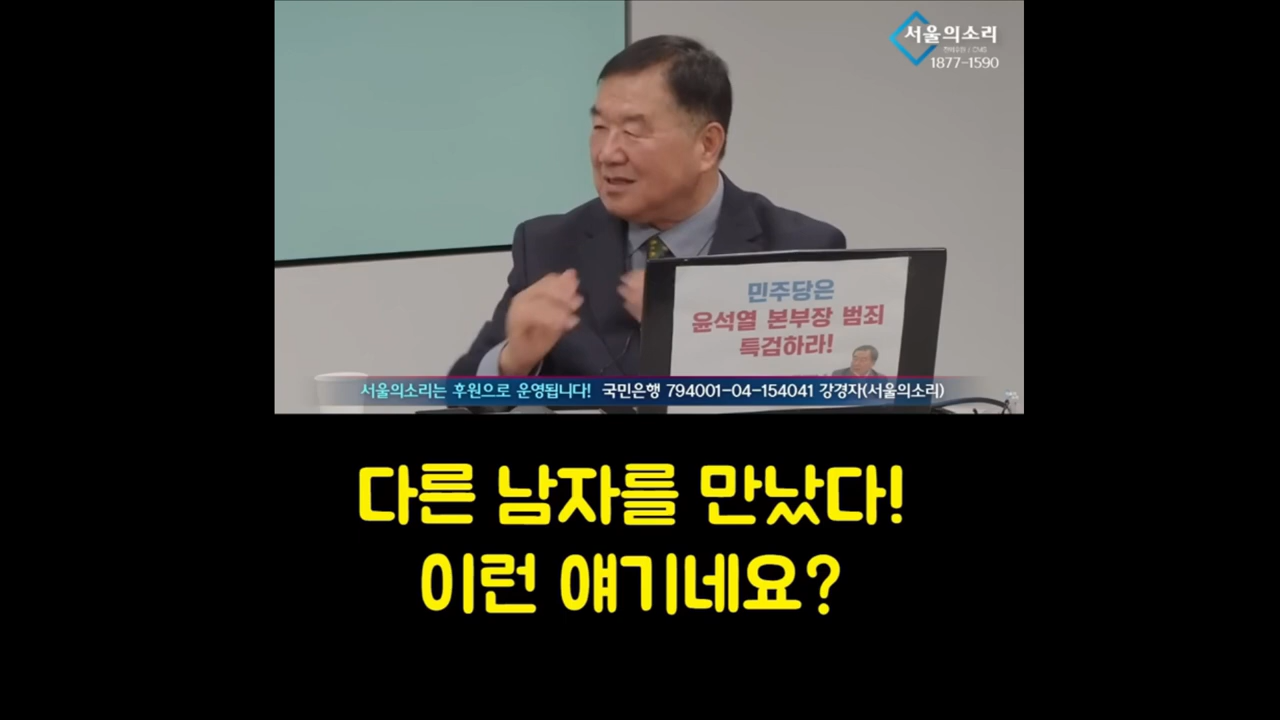 서울의소리
1877-1590
민주당은
윤석열 본부장 범죄
특검하라!
서울의소리는 후원으로 운영됩니다! 국민은행 794001-04-154041 강경자(서울의소리)
다른 남자를 만났다!
이런 얘기네요?